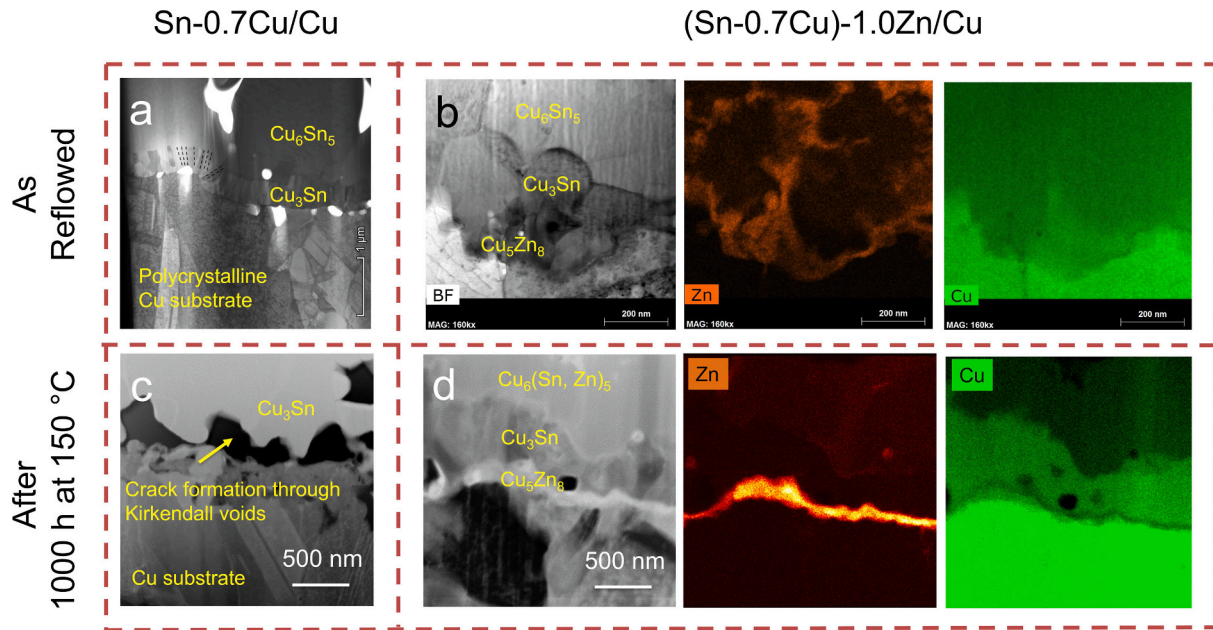 Sn-0.7Cu/Cu
(Sn-0.7Cu)-1.0Zn/Cu
As
Reflowed
a
Cu₆Sn₅
Cu₃Sn
Polycrystalline
Cu substrate
1 μm
b
Cu₆Sn₅
Cu₃Sn
Cu₅Zn₈
BF
MAG: 160kx
200 nm
Zn
MAG: 160kx
200 nm
Cu
MAG: 160kx
200 nm
After
1000 h at 150 °C
c
Cu₃Sn
Crack formation through
Kirkendall voids
500 nm
Cu substrate
d
Cu₆(Sn, Zn)₅
Cu₃Sn
Cu₅Zn₈
500 nm
Zn
Cu